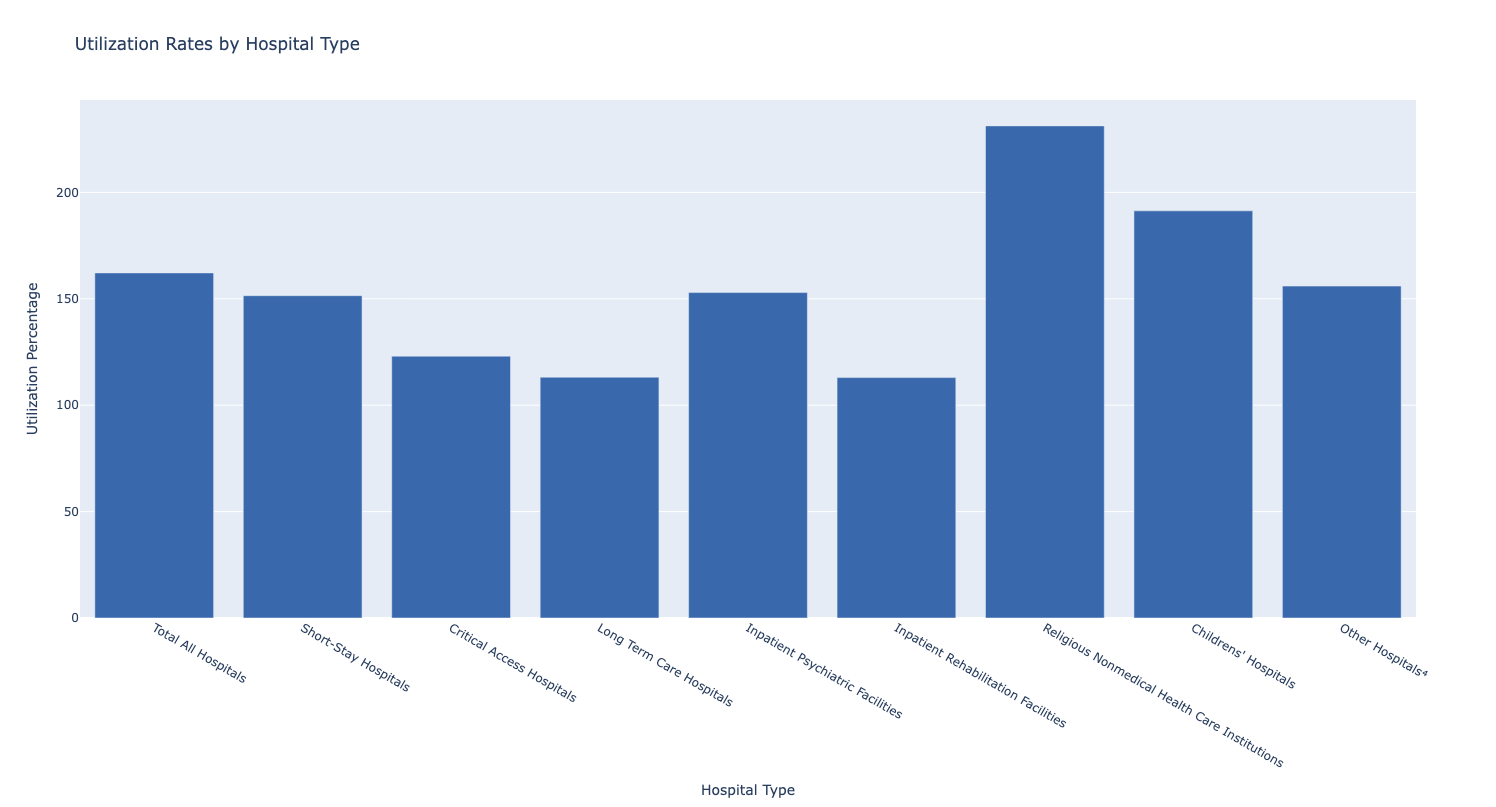 Utilization Rates by Hospital Type
Utilization Percentage
200
150
100
50
0
Total All Hospitals
Short-Stay Hospitals
Critical Access Hospitals
Long Term Care Hospitals
Inpatient Psychiatric Facilities
Inpatient Rehabilitation Facilities
Religious Nonmedical Health Care Institutions
Childrens' Hospitals
Other Hospitals⁴
Hospital Type